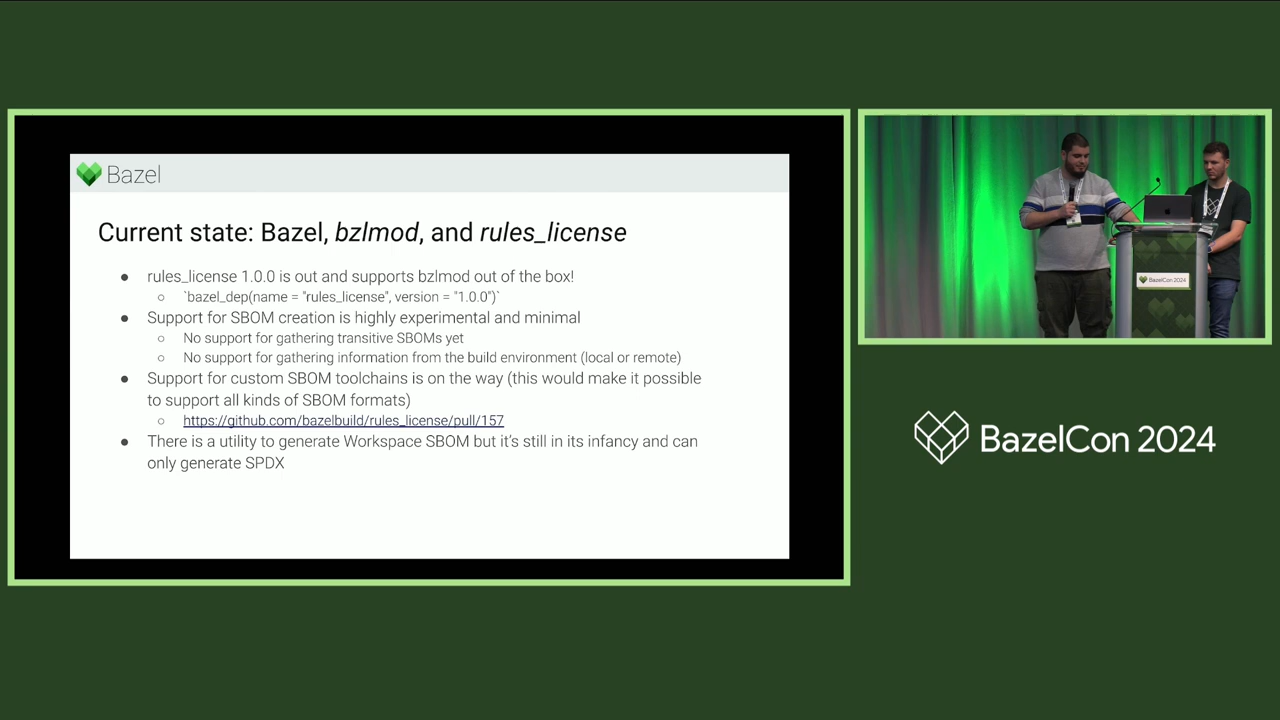 Bazel
Current state: Bazel, bzlmod, and rules_license
● rules_license 1.0.0 is out and supports bzlmod out of the box!
○ `bazel_dep(name = "rules_license", version = "1.0.0")`
● Support for SBOM creation is highly experimental and minimal
○ No support for gathering transitive SBOMs yet
○ No support for gathering information from the build environment (local or remote)
● Support for custom SBOM toolchains is on the way (this would make it possible
to support all kinds of SBOM formats)
○ https://github.com/bazelbuild/rules_license/pull/157
● There is a utility to generate Workspace SBOM but it's still in its infancy and can
only generate SPDX
BazelCon 2024
BazelCon 2024